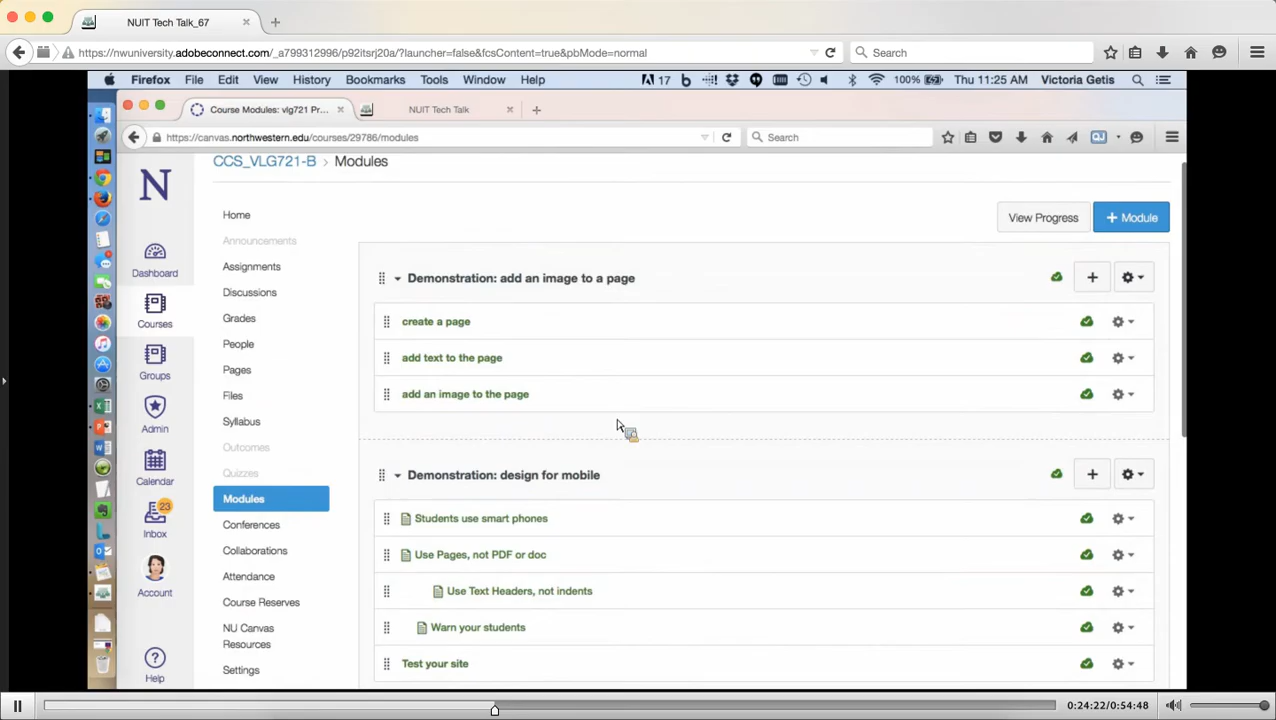 NUIT Tech Talk_67
https://nwuniversity.adobeconnect.com/_a799312996/p92itsrj20a/?launcher=false&fcsContent=true&pbMode=normal
Search
Firefox File Edit View History Bookmarks Tools Window Help
17 100% Thu 11:25 AM Victoria Getis
Course Modules: vlg721 Pr...
NUIT Tech Talk
https://canvas.northwestern.edu/courses/29786/modules
Search
CCS_VLG721-B > Modules
N
Dashboard
Courses
Groups
Admin
Calendar
23
Inbox
Account
Help
Home
Announcements
Assignments
Discussions
Grades
People
Pages
Files
Syllabus
Outcomes
Quizzes
Modules
Conferences
Collaborations
Attendance
Course Reserves
NU Canvas
Resources
Settings
View Progress
+ Module
Demonstration: add an image to a page
create a page
add text to the page
add an image to the page
Demonstration: design for mobile
Students use smart phones
Use Pages, not PDF or doc
Use Text Headers, not indents
Warn your students
Test your site
0:24:22/0:54:48